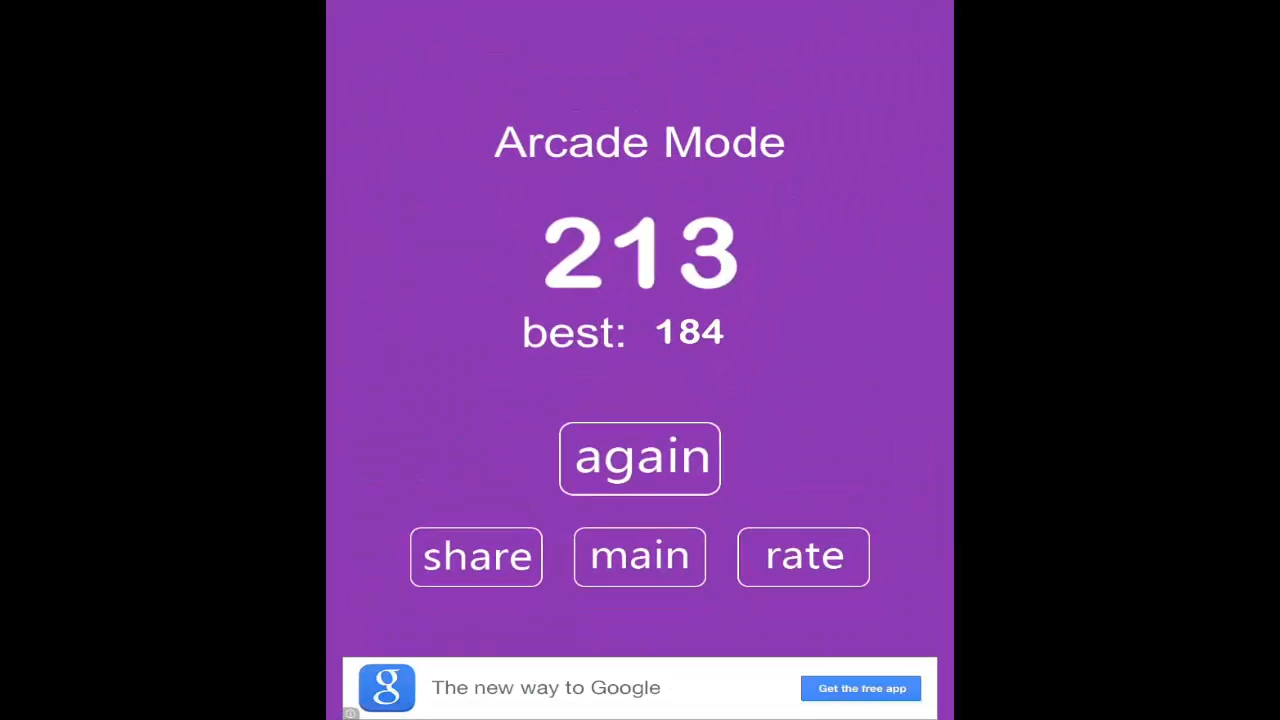 Arcade Mode
213
best: 184
again
share main rate
g The new way to Google Get the free app